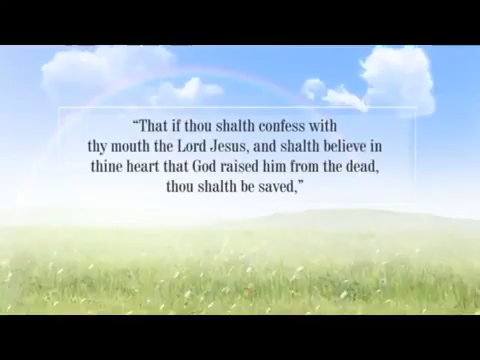 “That if thou shalth confess with
thy mouth the Lord Jesus, and shalth believe in
thine heart that God raised him from the dead,
thou shalth be saved,”